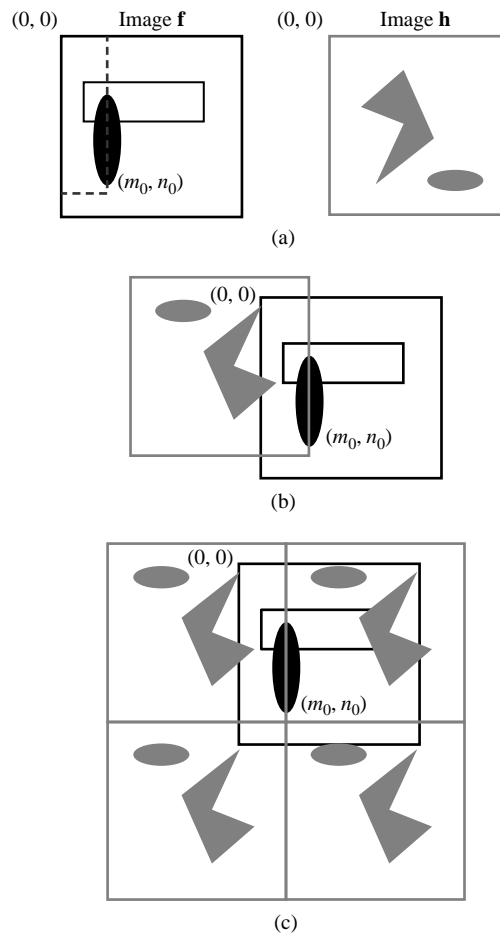 (0, 0) Image f (0, 0) Image h
(m₀, n₀)
(a)
(0, 0)
(m₀, n₀)
(b)
(0, 0)
(m₀, n₀)
(c)